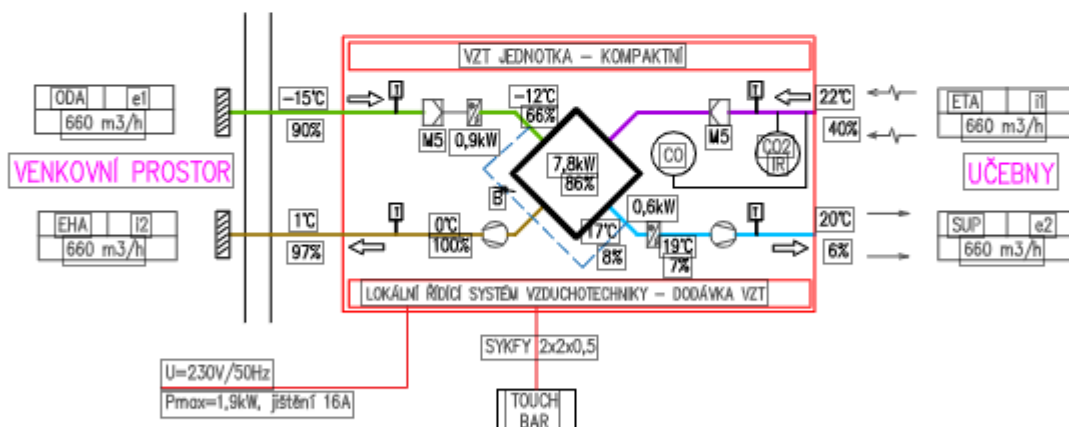 VZT JEDNOTKA – KOMPAKTNÍ
ODA e1
660 m3/h
-15℃
90%
M5
0,9kW
-12℃
66%
M5
22℃
40%
ETA i1
660 m3/h
VENKOVNÍ PROSTOR
7,8kW
86%
CO
CO2
IR
UČEBNY
B
0,6kW
EHA i2
660 m3/h
1℃
97%
0℃
100%
17℃
8%
19℃
7%
20℃
6%
SUP e2
660 m3/h
LOKÁLNÍ ŘÍDÍCÍ SYSTÉM VZDUCHOTECHNIKY – DODÁVKA VZT
SYKFY 2x2x0,5
U=230V/50Hz
Pmax=1,9kW, jištění 16A
TOUCH
BAR